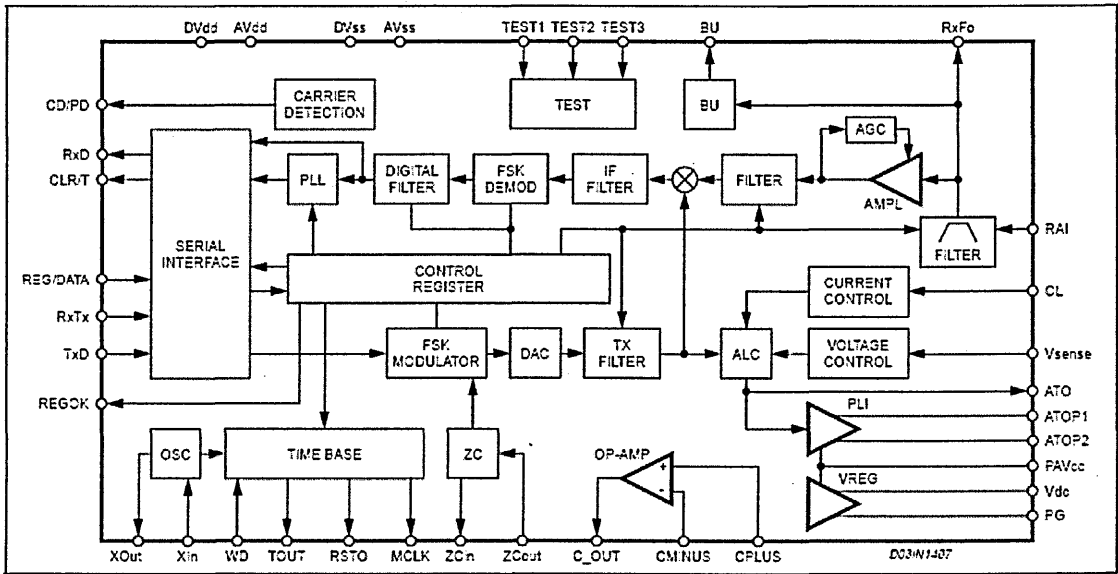 DVdd AVdd DVss AVss TEST1 TEST2 TEST3 BU RxFo
CD/PD
CARRIER
DETECTION
TEST
BU
AGC
RxD
CLR/T
PLL
DIGITAL
FILTER
FSK
DEMOD
IF
FILTER
FILTER
AMPL
SERIAL
INTERFACE
FILTER
RAI
REG/DATA
CONTROL
REGISTER
CURRENT
CONTROL
CL
RxTx
TxD
FSK
MODULATOR
DAC
TX
FILTER
ALC
VOLTAGE
CONTROL
Vsense
REGOK
ATO
PLI
ATOP1
ATOP2
OSC
TIME BASE
ZC
OP-AMP
+
-
PAVcc
VREG
Vdc
PG
XOut Xin WD TOUT RSTO MCLK ZCin ZCout C_OUT CMINUS CPLUS
D03IN1407